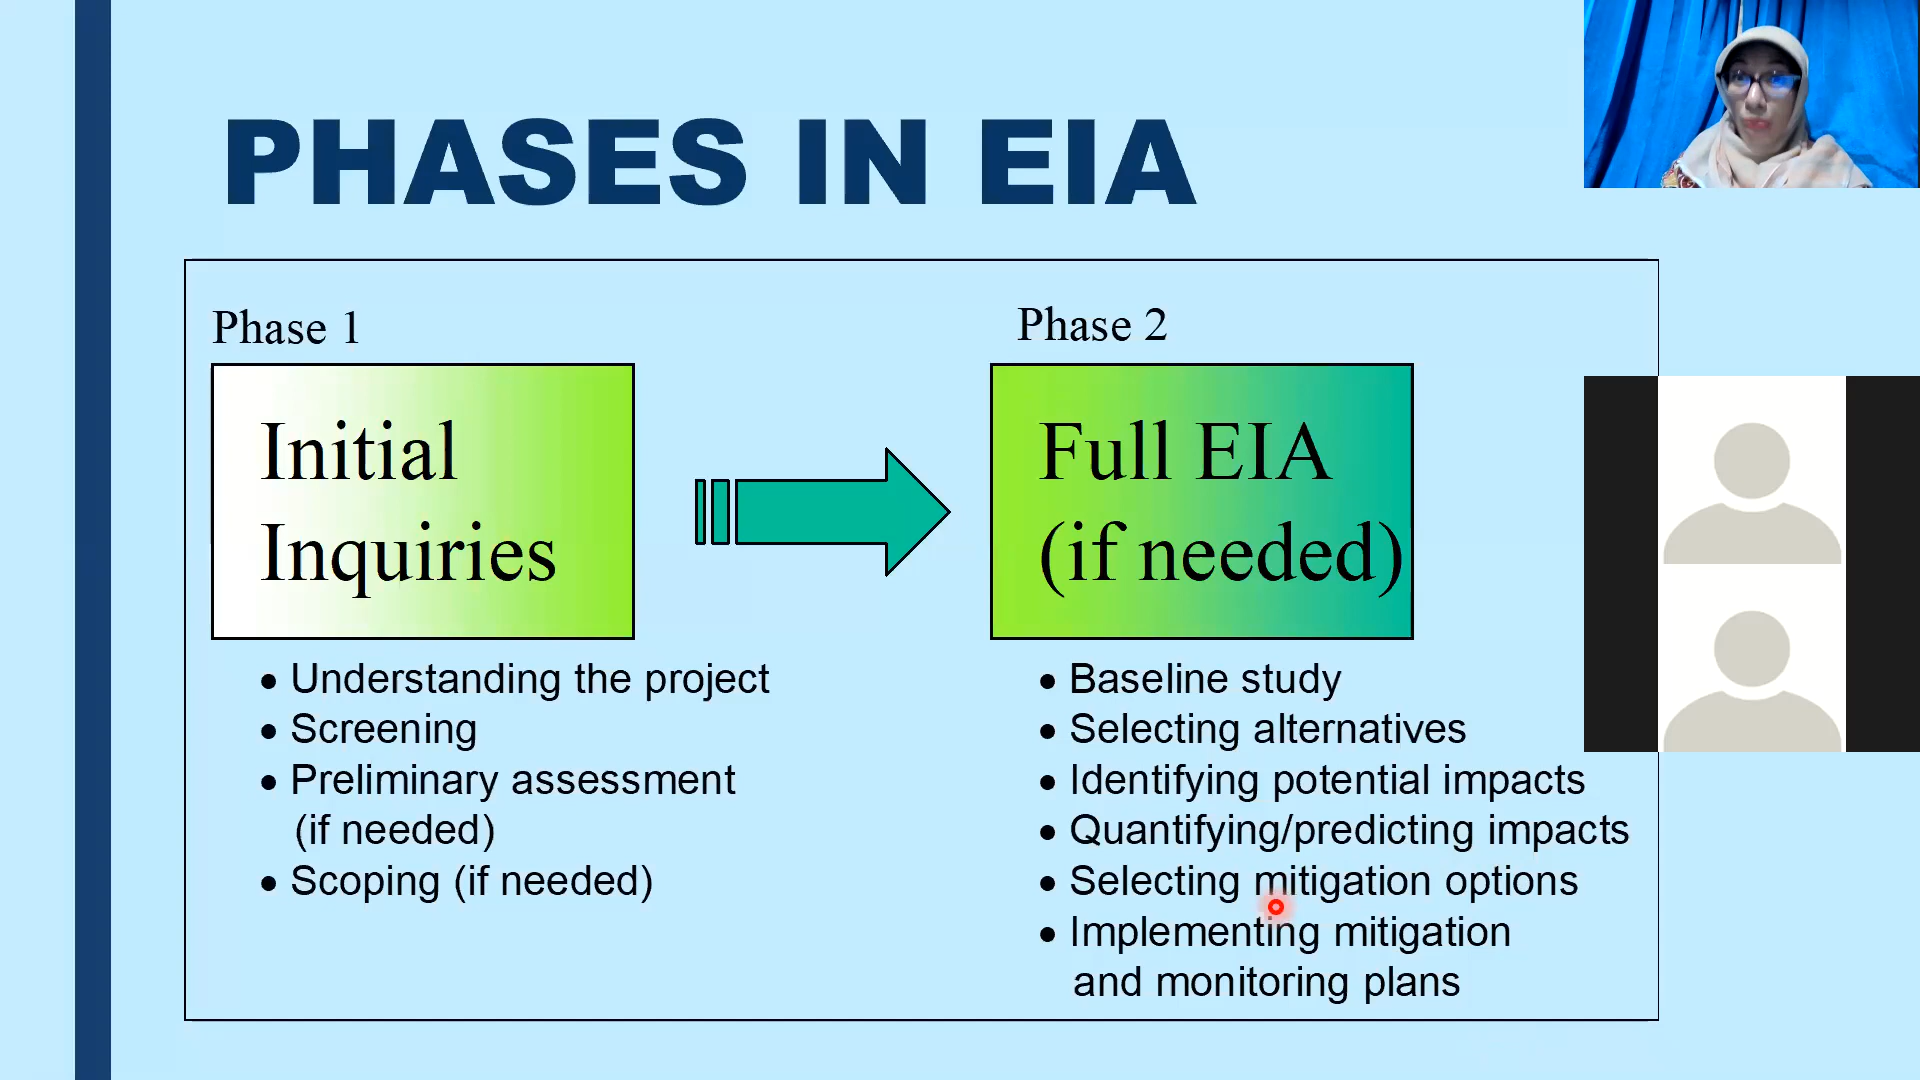 PHASES IN EIA
Phase 1
Initial
Inquiries
• Understanding the project
• Screening
• Preliminary assessment
(if needed)
• Scoping (if needed)
Phase 2
Full EIA
(if needed)
• Baseline study
• Selecting alternatives
• Identifying potential impacts
• Quantifying/predicting impacts
• Selecting mitigation options
• Implementing mitigation
and monitoring plans